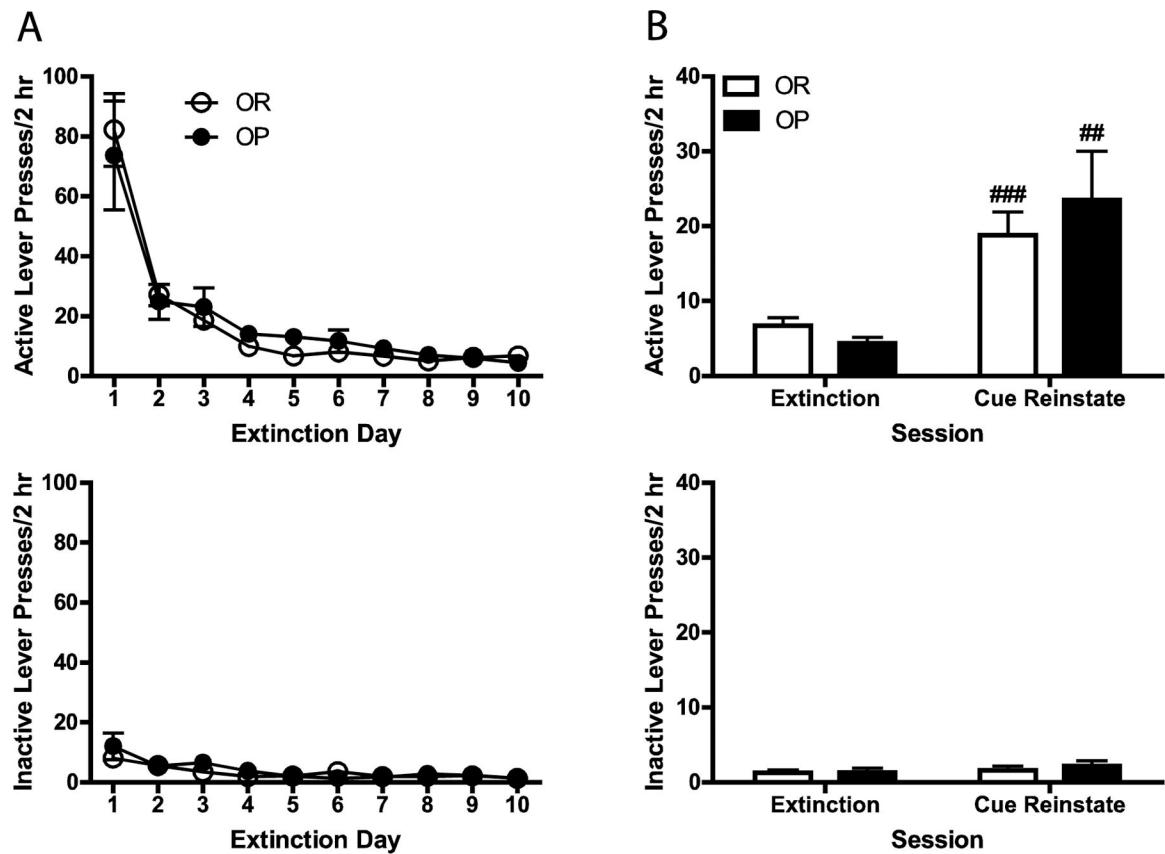 A
Active Lever Presses/2 hr
100
80
60
40
20
0
OR
OP
1 2 3 4 5 6 7 8 9 10
Extinction Day
B
Active Lever Presses/2 hr
40
30
20
10
0
OR
OP
###
##
Extinction Cue Reinstate
Session
Inactive Lever Presses/2 hr
100
80
60
40
20
0
1 2 3 4 5 6 7 8 9 10
Extinction Day
Inactive Lever Presses/2 hr
40
30
20
10
0
Extinction Cue Reinstate
Session